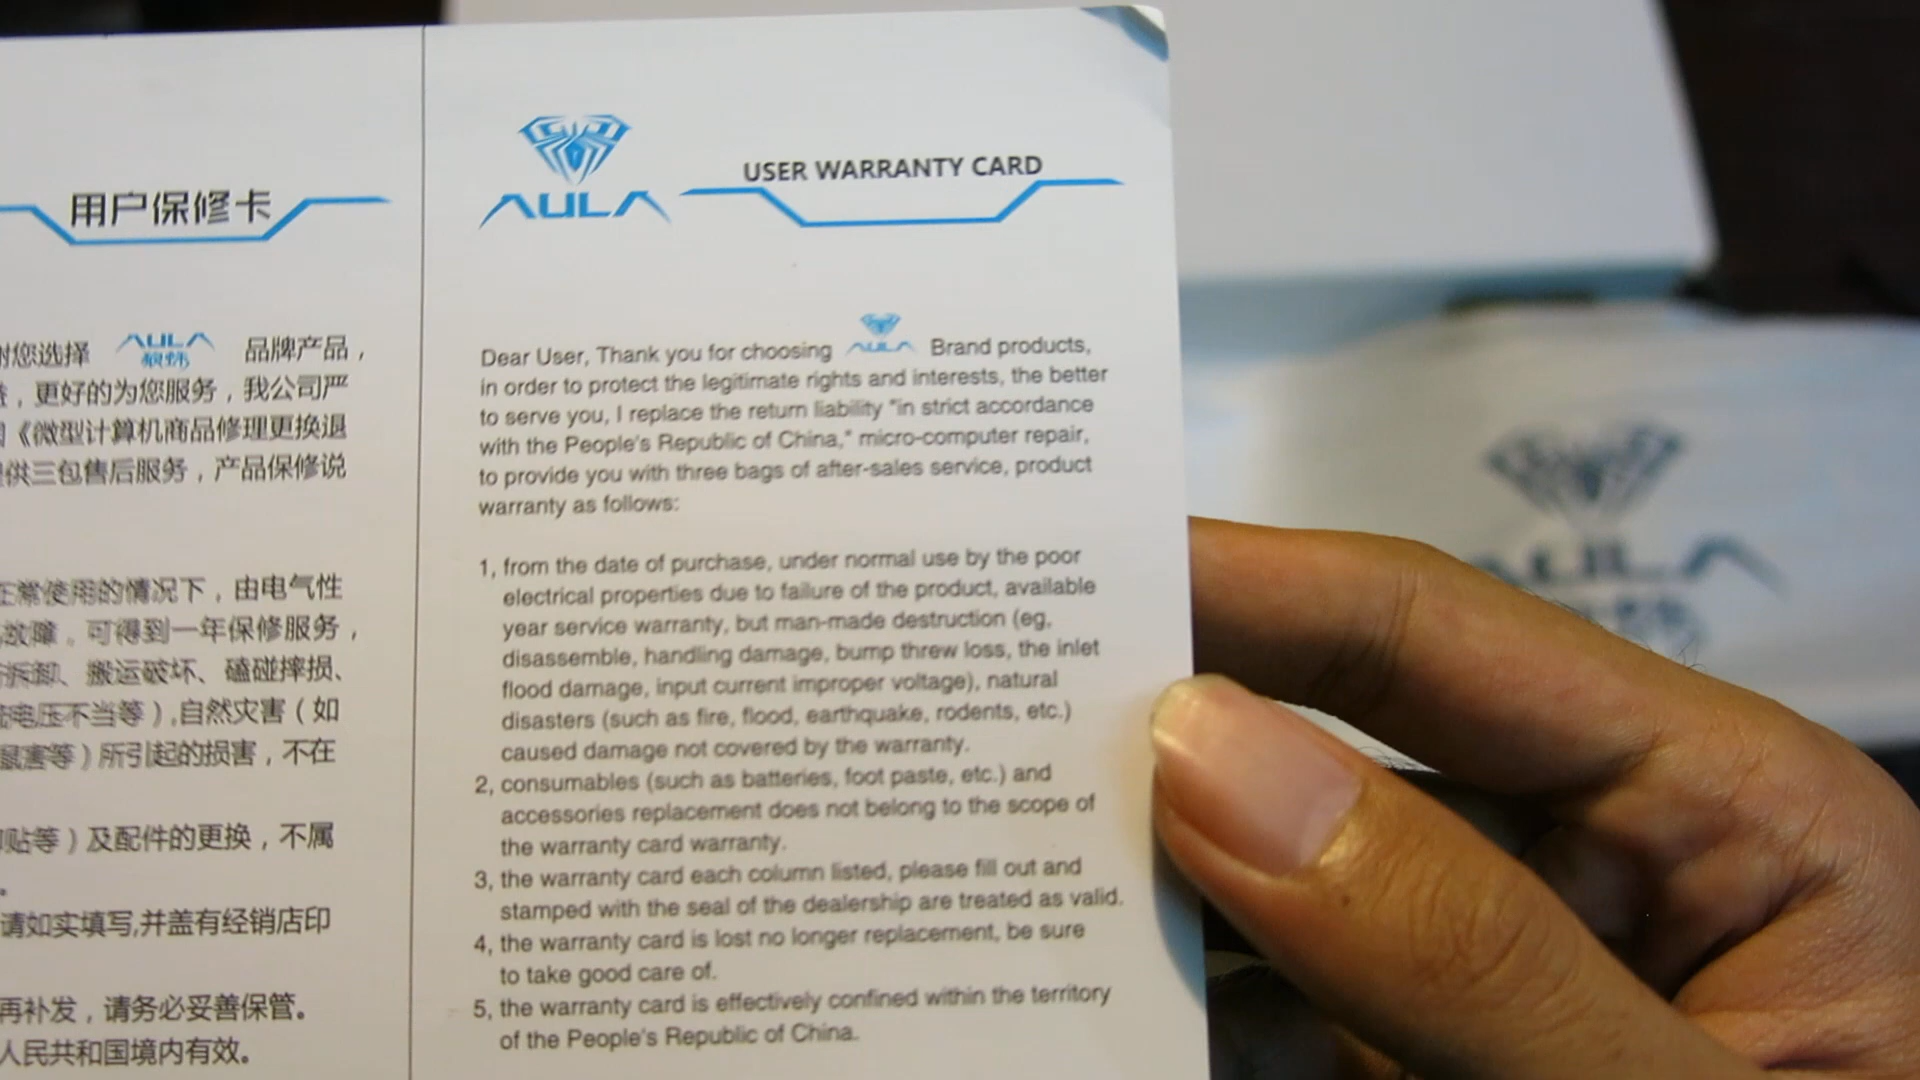 用户保修卡
谢您选择 AULA 狼蛛 品牌产品，
益，更好的为您服务，我公司严
《微型计算机商品修理更换退
供三包售后服务，产品保修说
正常使用的情况下，由电气性
故障，可得到一年保修服务，
拆卸、搬运破坏、磕碰摔损、
流电压不当等）,自然灾害（如
鼠害等）所引起的损害，不在
贴等）及配件的更换，不属
。
请如实填写,并盖有经销店印
再补发，请务必妥善保管。
人民共和国境内有效。
AULA
USER WARRANTY CARD
Dear User, Thank you for choosing AULA Brand products,
in order to protect the legitimate rights and interests, the better
to serve you, I replace the return liability "in strict accordance
with the People's Republic of China," micro-computer repair,
to provide you with three bags of after-sales service, product
warranty as follows:
1, from the date of purchase, under normal use by the poor
electrical properties due to failure of the product, available
year service warranty, but man-made destruction (eg,
disassemble, handling damage, bump threw loss, the inlet
flood damage, input current improper voltage), natural
disasters (such as fire, flood, earthquake, rodents, etc.)
caused damage not covered by the warranty.
2, consumables (such as batteries, foot paste, etc.) and
accessories replacement does not belong to the scope of
the warranty card warranty.
3, the warranty card each column listed, please fill out and
stamped with the seal of the dealership are treated as valid.
4, the warranty card is lost no longer replacement, be sure
to take good care of.
5, the warranty card is effectively confined within the territory
of the People's Republic of China.
AULA